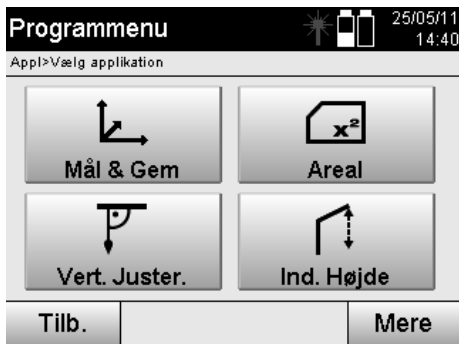 Programmenu
25/05/11
14:40
Appl>Vælg applikation
Mål & Gem
x²
Areal
Vert. Juster.
Ind. Højde
Tilb.
Mere